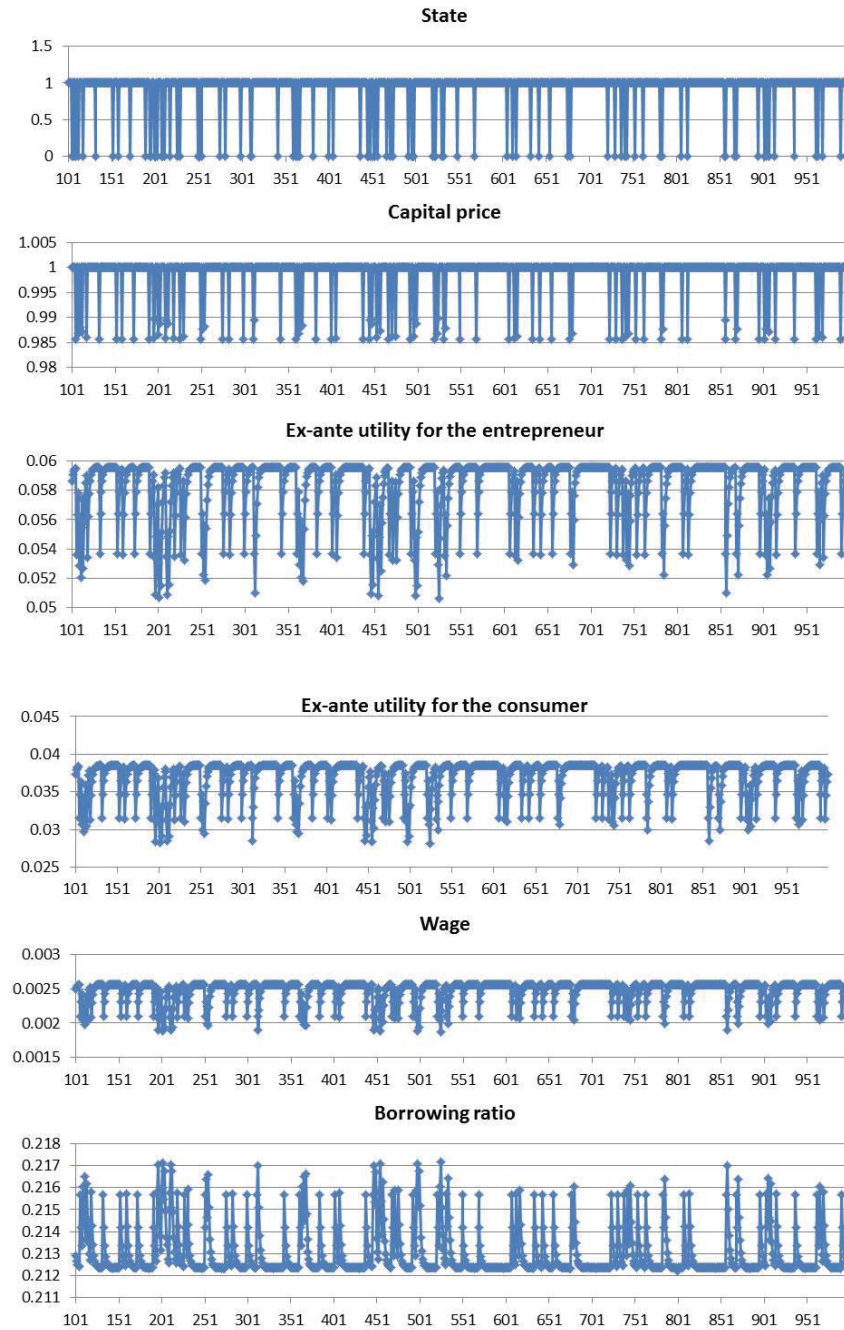 State
1.5
1
0.5
0
101 151 201 251 301 351 401 451 501 551 601 651 701 751 801 851 901 951
Capital price
1.005
1
0.995
0.99
0.985
0.98
101 151 201 251 301 351 401 451 501 551 601 651 701 751 801 851 901 951
Ex-ante utility for the entrepreneur
0.06
0.058
0.056
0.054
0.052
0.05
101 151 201 251 301 351 401 451 501 551 601 651 701 751 801 851 901 951
Ex-ante utility for the consumer
0.045
0.04
0.035
0.03
0.025
101 151 201 251 301 351 401 451 501 551 601 651 701 751 801 851 901 951
Wage
0.003
0.0025
0.002
0.0015
101 151 201 251 301 351 401 451 501 551 601 651 701 751 801 851 901 951
Borrowing ratio
0.218
0.217
0.216
0.215
0.214
0.213
0.212
0.211
101 151 201 251 301 351 401 451 501 551 601 651 701 751 801 851 901 951